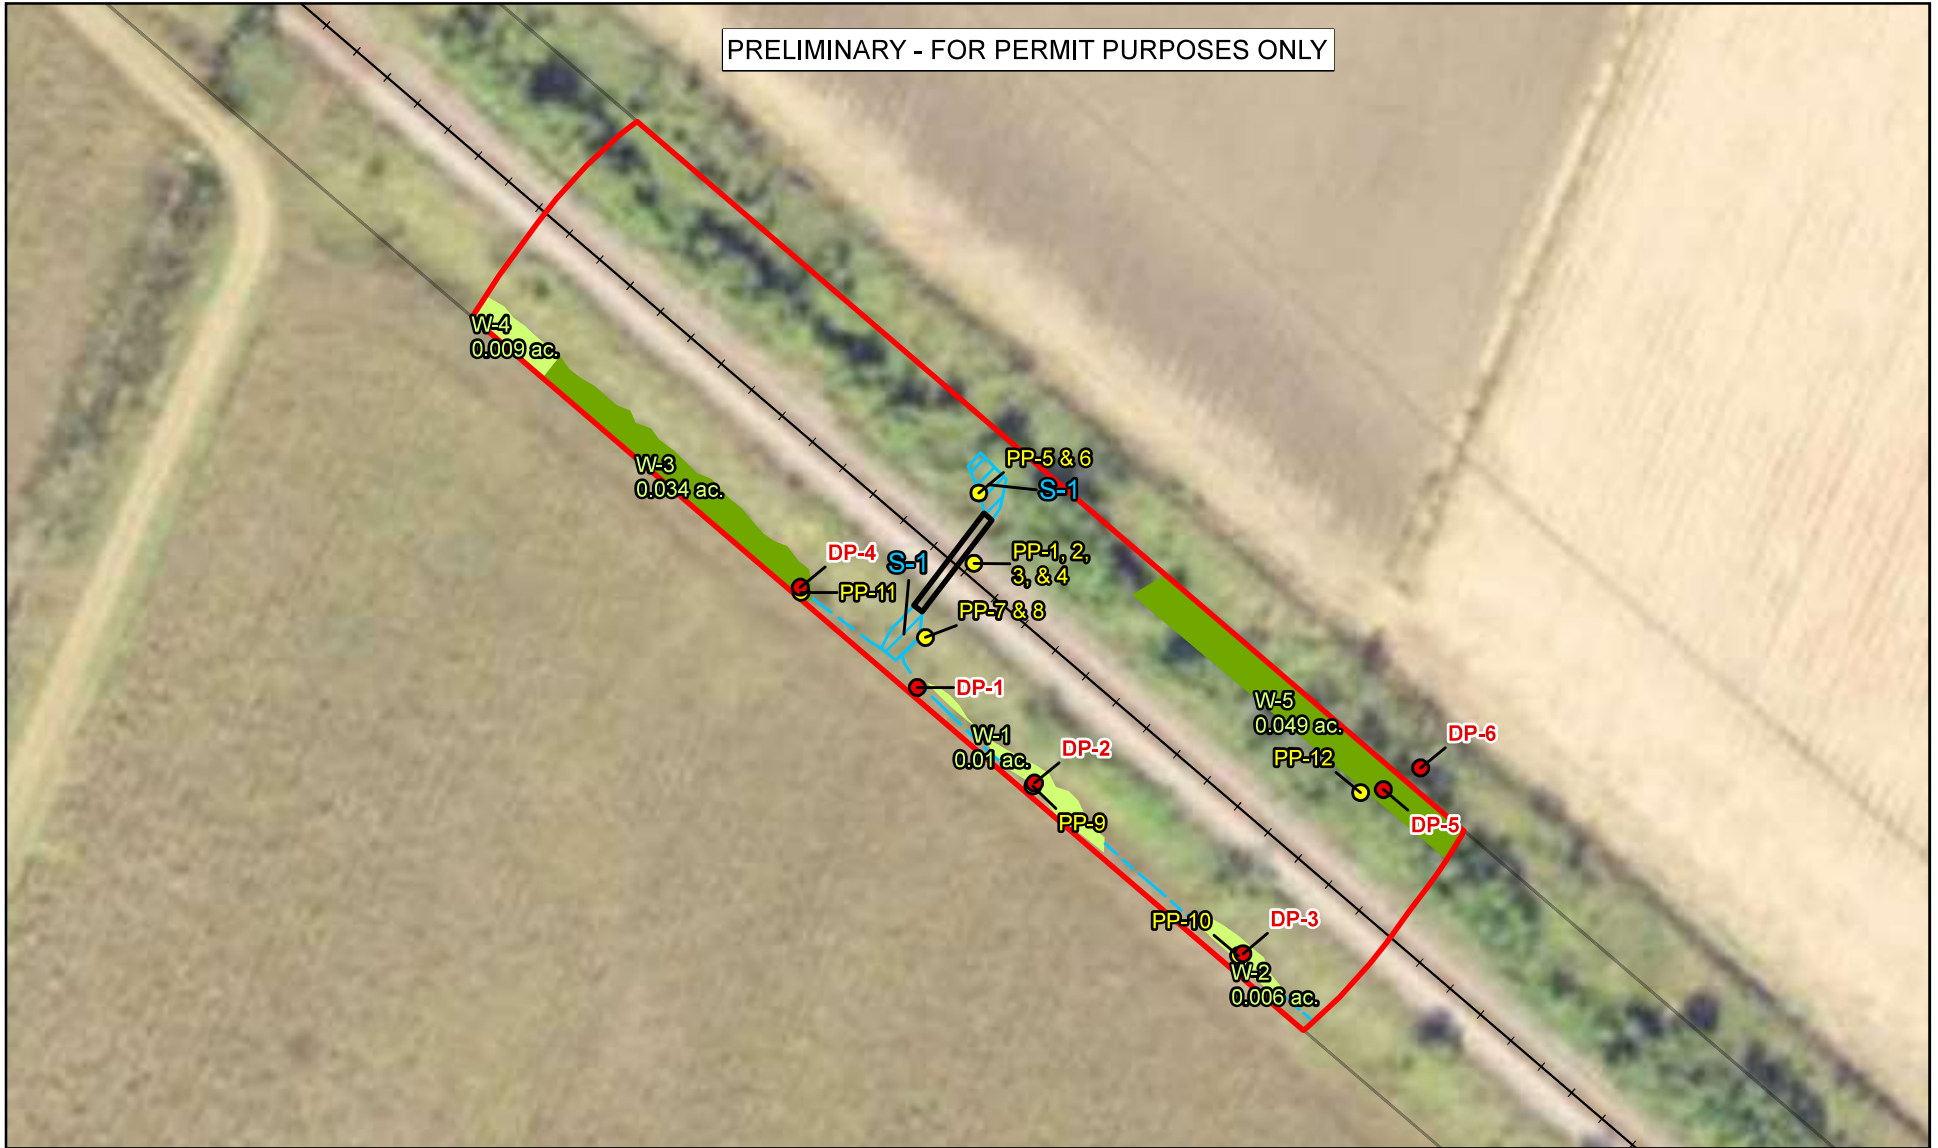 PRELIMINARY - FOR PERMIT PURPOSES ONLY
W-4
0.009 ac.
W-3
0.034 ac.
PP-5 & 6
S-1
DP-4
S-1
PP-1, 2,
3, & 4
PP-11
PP-7 & 8
DP-1
W-1
0.01 ac.
DP-2
PP-9
W-5
0.049 ac.
PP-12
DP-6
DP-5
PP-10
DP-3
W-2
0.006 ac.